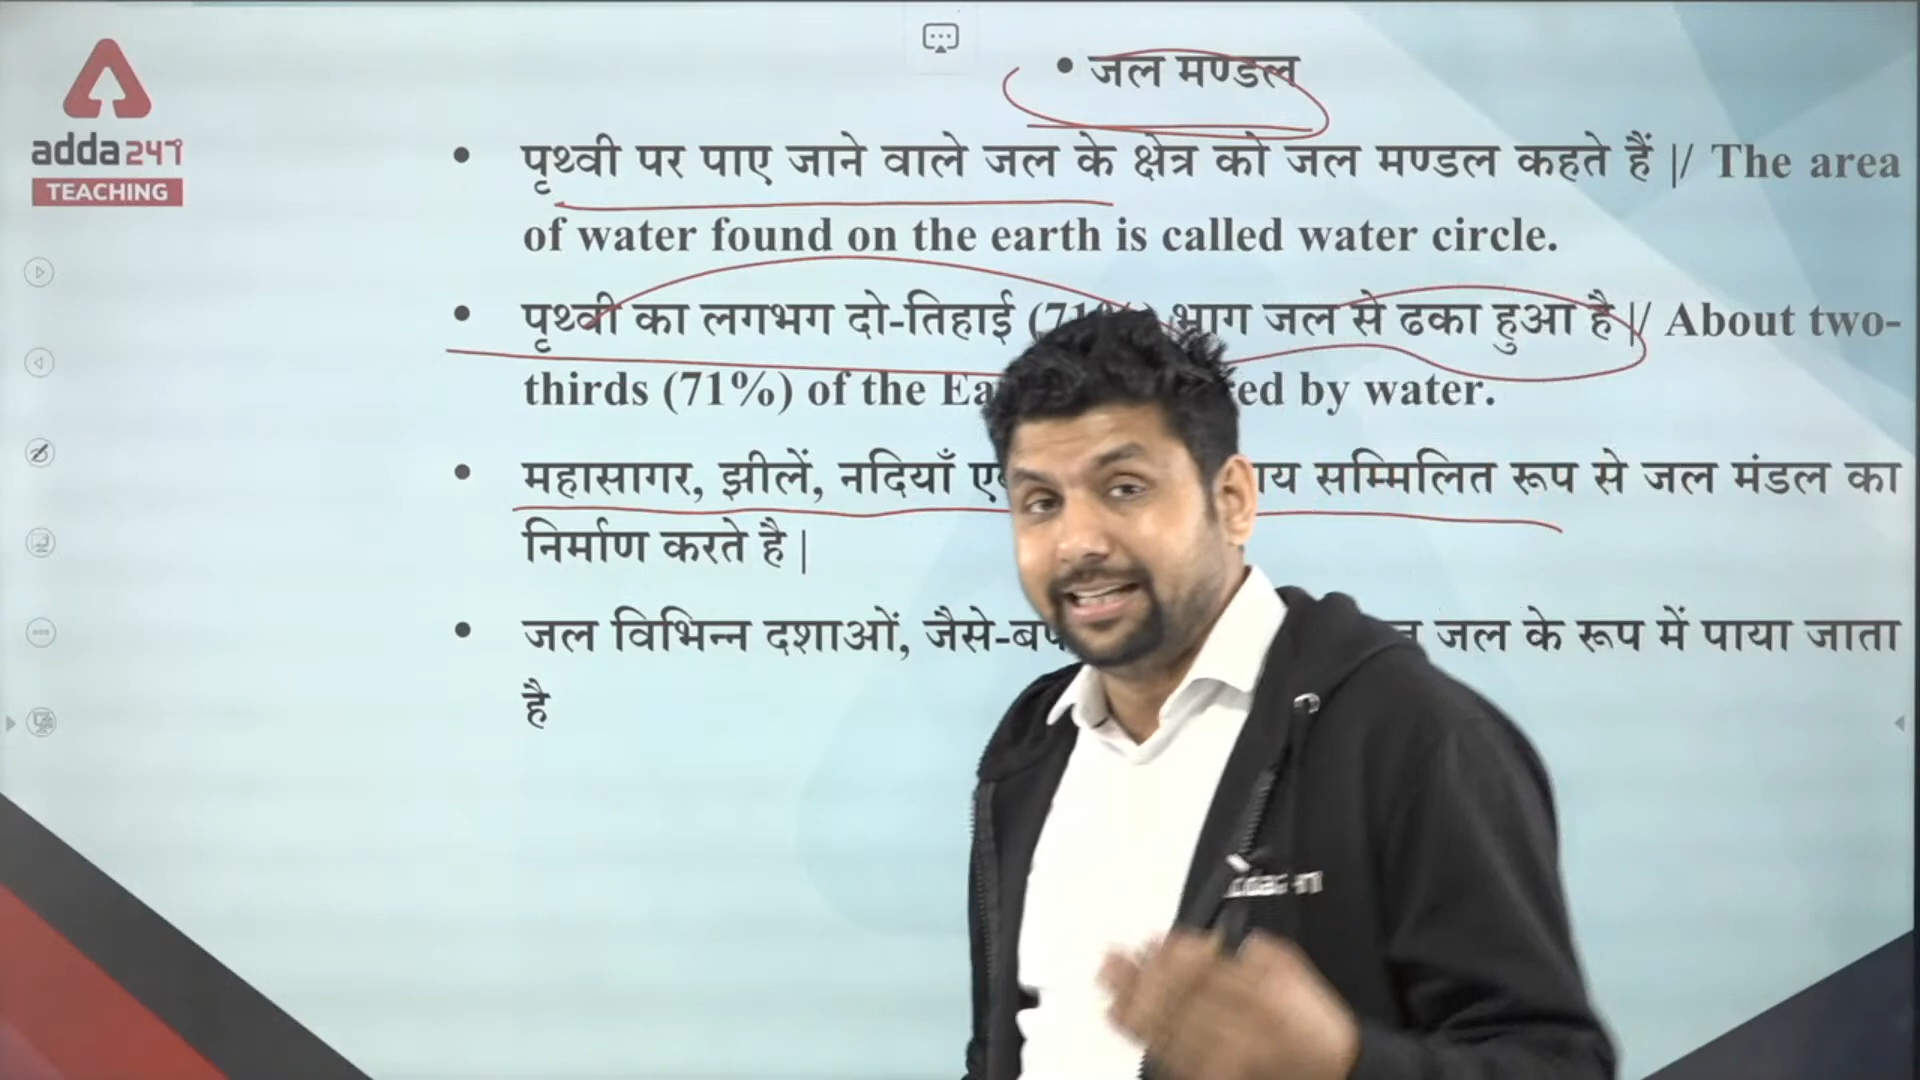 adda247
TEACHING
• जल मण्डल
• पृथ्वी पर पाए जाने वाले जल के क्षेत्र को जल मण्डल कहते हैं |/ The area
of water found on the earth is called water circle.
• पृथ्वी का लगभग दो-तिहाई (71%) भाग जल से ढका हुआ है |/ About two-
thirds (71%) of the by water.
• महासागर, झीलें, नदियाँ सम्मिलित रूप से जल मंडल का
निर्माण करते है |
• जल विभिन्न दशाओं, जैसे- जल के रूप में पाया जाता
है